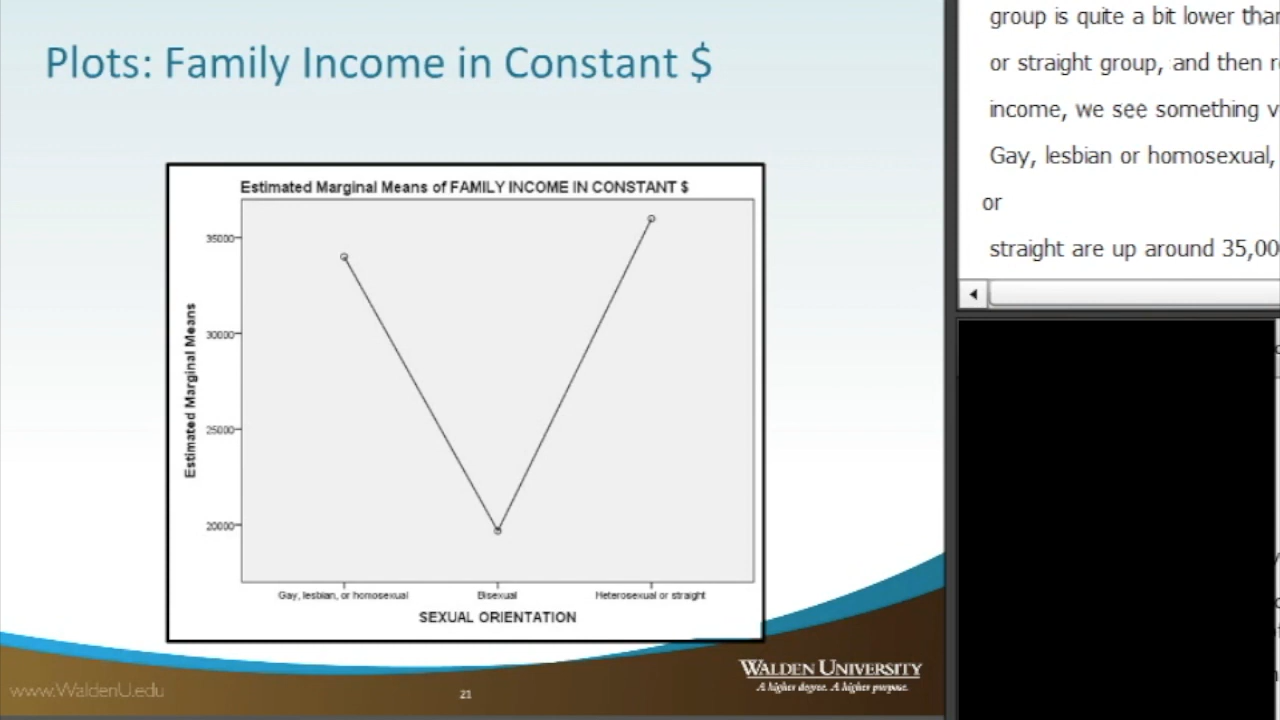 Plots: Family Income in Constant $
Estimated Marginal Means of FAMILY INCOME IN CONSTANT $
Estimated Marginal Means
35000
30000
25000
20000
Gay, lesbian, or homosexual
Bisexual
Heterosexual or straight
SEXUAL ORIENTATION
www.WaldenU.edu
21
WALDEN UNIVERSITY
A higher degree. A higher purpose.
group is quite a bit lower than
or straight group, and then
income, we see something
Gay, lesbian or homosexual,
or
straight are up around 35,00